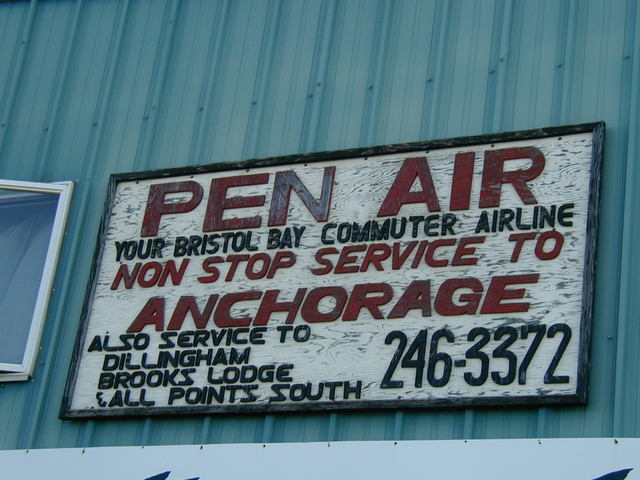 PEN AIR
YOUR BRISTOL BAY COMMUTER AIRLINE
NON STOP SERVICE TO
ANCHORAGE
ALSO SERVICE TO
DILLINGHAM
BROOKS LODGE
& ALL POINTS SOUTH
246-3372